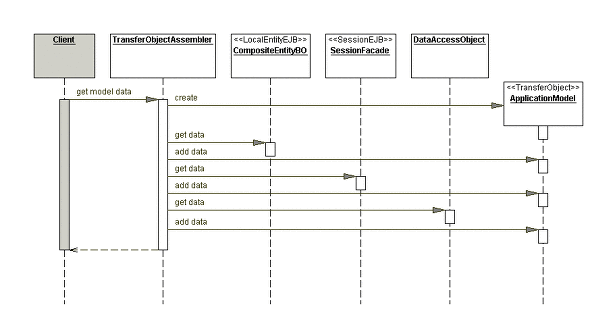 <<LocalEntityEJB>>
<<SessionEJB>>
Client
TransferObjectAssembler
CompositeEntityBO
SessionFacade
DataAccessObject
<<TransferObject>>
ApplicationModel
get model data
create
get data
add data
get data
add data
get data
add data